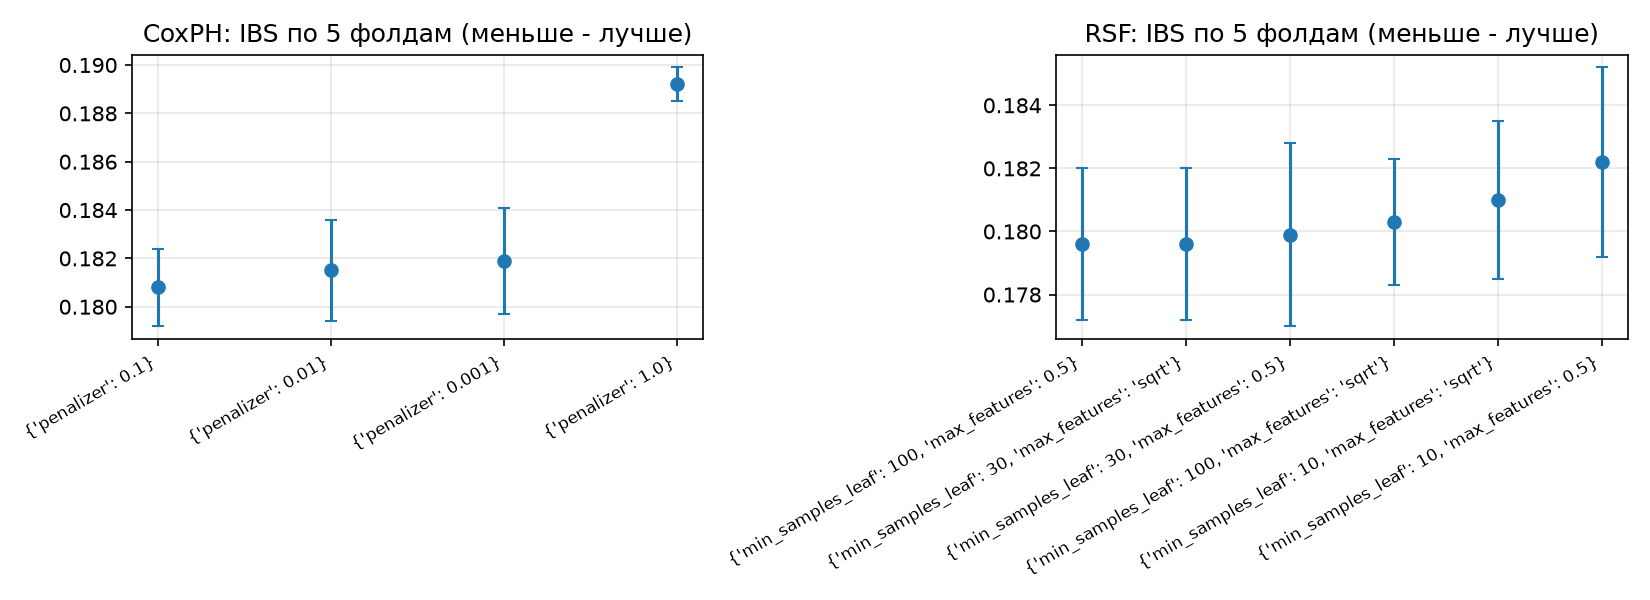 CoxPH: IBS по 5 фолдам (меньше - лучше)
0.190
0.188
0.186
0.184
0.182
0.180
{'penalizer': 0.1}
{'penalizer': 0.01}
{'penalizer': 0.001}
{'penalizer': 1.0}
RSF: IBS по 5 фолдам (меньше - лучше)
0.184
0.182
0.180
0.178
{'min_samples_leaf': 100, 'max_features': 0.5}
{'min_samples_leaf': 30, 'max_features': 'sqrt'}
{'min_samples_leaf': 30, 'max_features': 0.5}
{'min_samples_leaf': 100, 'max_features': 'sqrt'}
{'min_samples_leaf': 10, 'max_features': 'sqrt'}
{'min_samples_leaf': 10, 'max_features': 0.5}